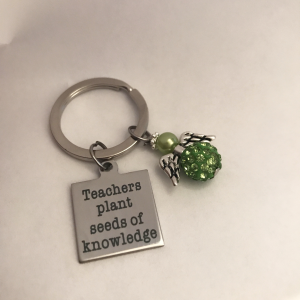 Teachers
plant
seeds of
knowledge